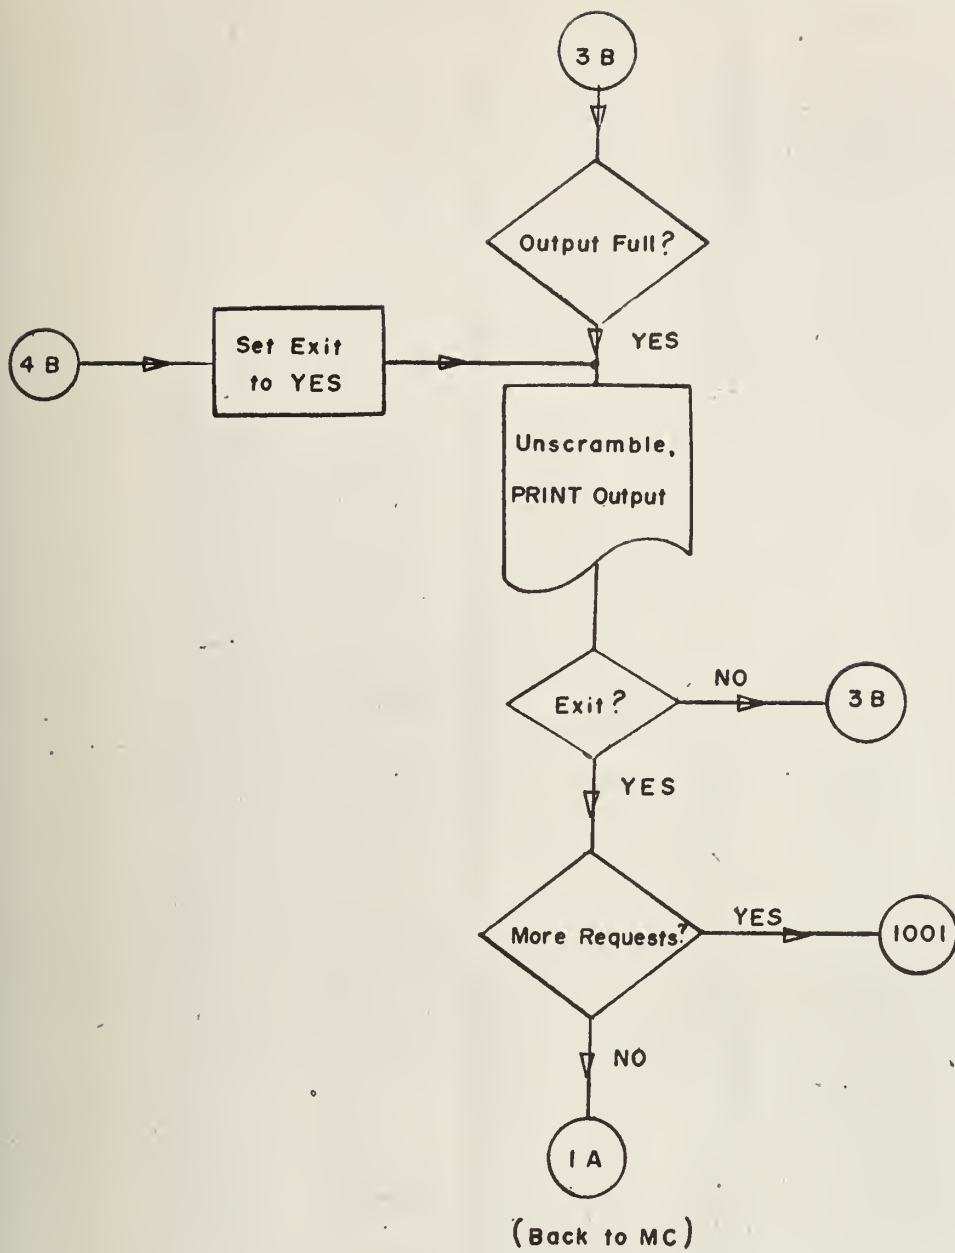 3 B
Output Full?
YES
4 B
Set Exit
to YES
Unscramble,
PRINT Output
Exit?
NO
3 B
YES
More Requests?
YES
1001
NO
1 A
(Back to MC)